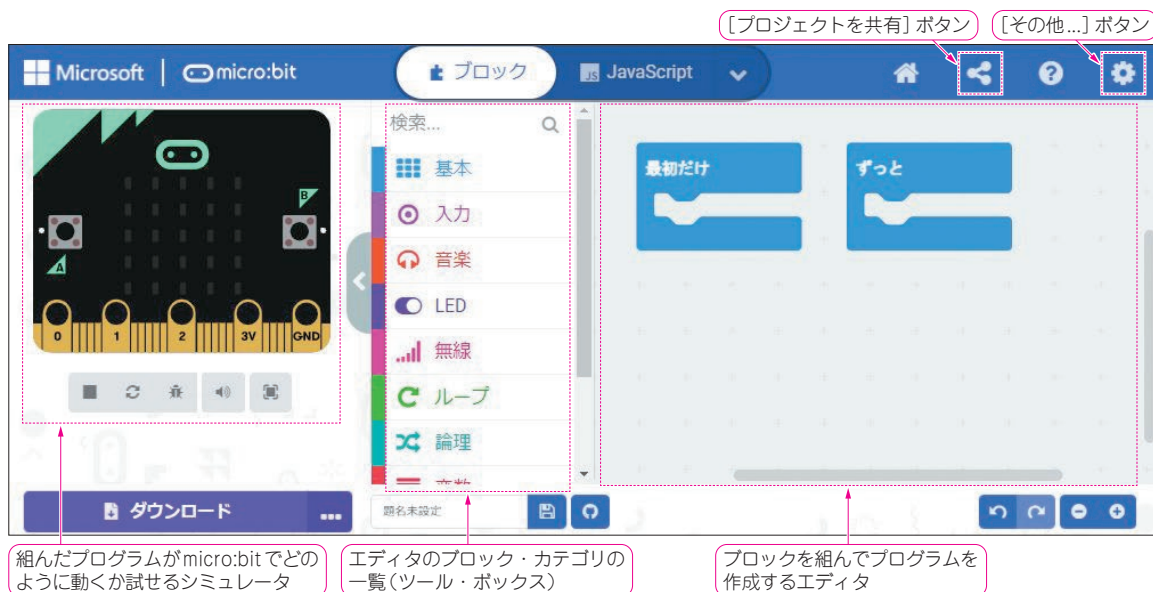 [プロジェクトを共有] ボタン
[その他...] ボタン
Microsoft
micro:bit
ブロック
JS JavaScript
検索...
基本
入力
音楽
LED
無線
ループ
論理
最初だけ
ずっと
A
B
0 1 2 3V GND
ダウンロード
...
題名未設定
組んだプログラムがmicro:bitでどの
ように動くか試せるシミュレータ
エディタのブロック・カテゴリの
一覧(ツール・ボックス)
ブロックを組んでプログラムを
作成するエディタ